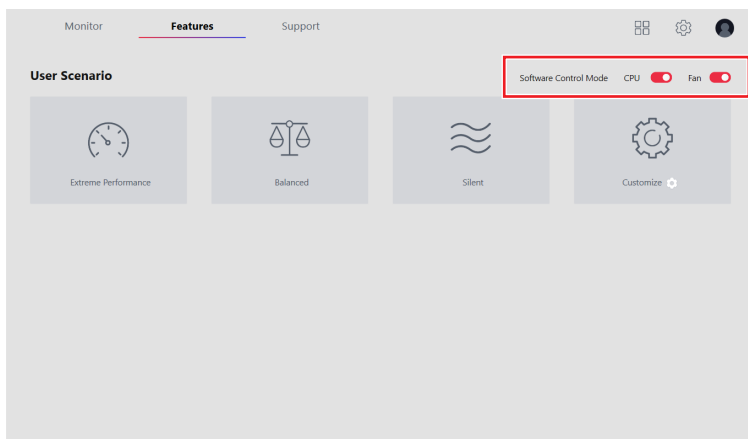 Monitor Features Support
User Scenario Software Control Mode CPU Fan
Extreme Performance Balanced Silent Customize